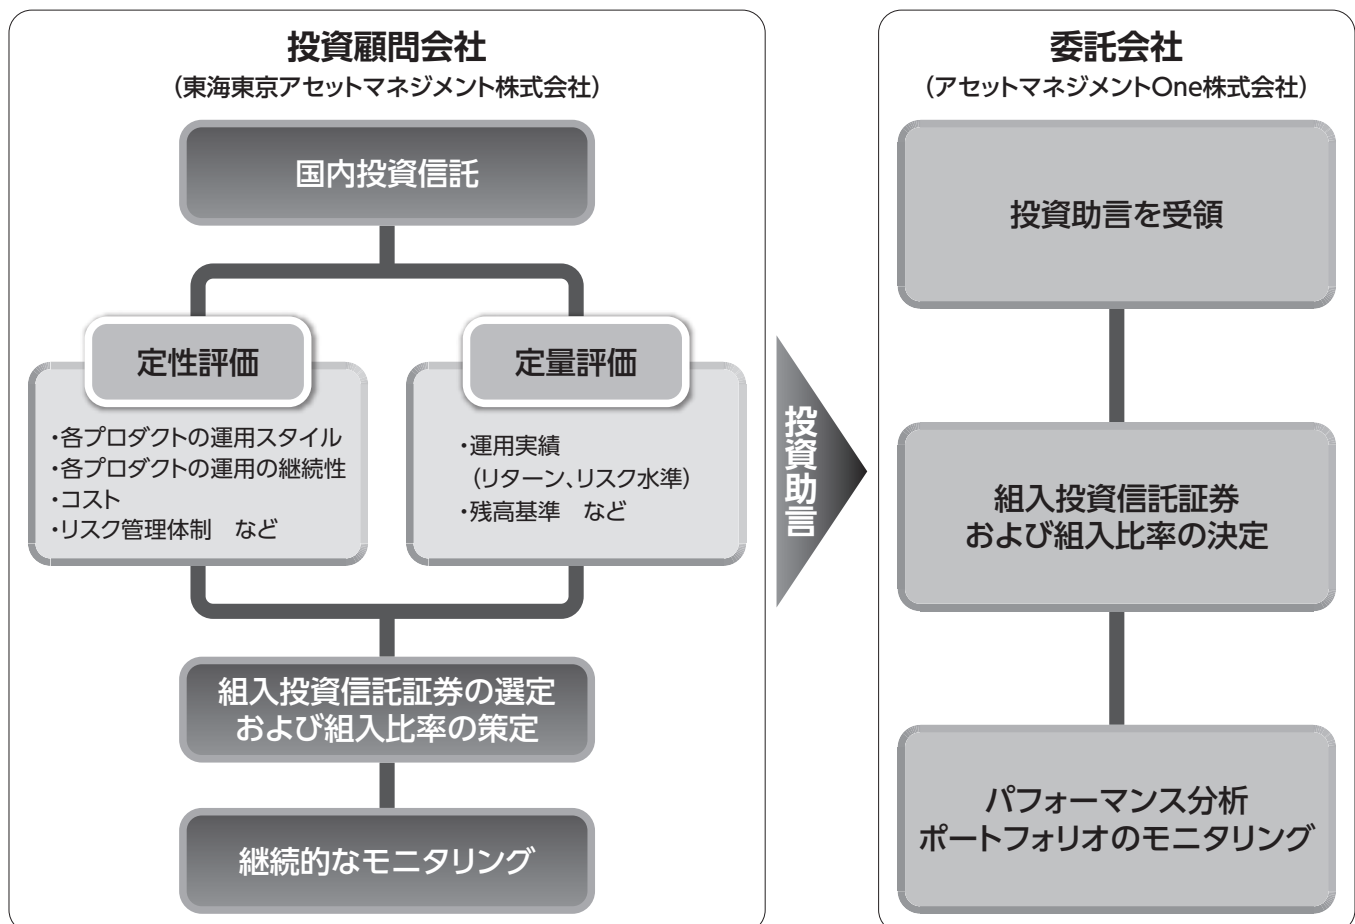 投資顧問会社
（東海東京アセットマネジメント株式会社）
国内投資信託
定性評価
・各プロダクトの運用スタイル
・各プロダクトの運用の継続性
・コスト
・リスク管理体制　など
定量評価
・運用実績
（リターン、リスク水準）
・残高基準　など
組入投資信託証券の選定
および組入比率の策定
継続的なモニタリング
投資助言
委託会社
（アセットマネジメントOne株式会社）
投資助言を受領
組入投資信託証券
および組入比率の決定
パフォーマンス分析
ポートフォリオのモニタリング